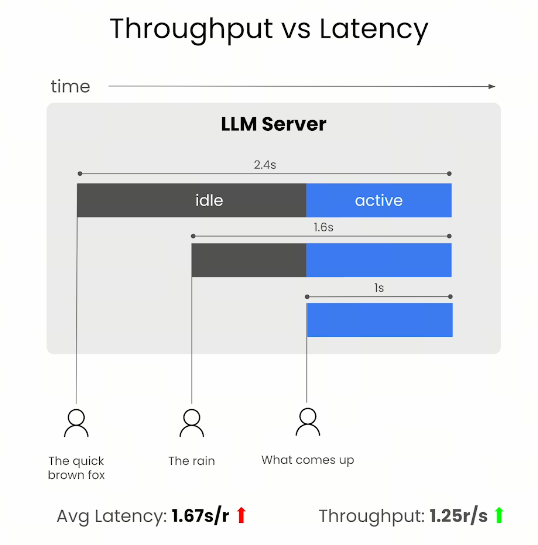 Throughput vs Latency
time
LLM Server
2.4s
idle
active
1.6s
1s
The quick
brown fox
The rain
What comes up
Avg Latency: 1.67s/r
Throughput: 1.25r/s